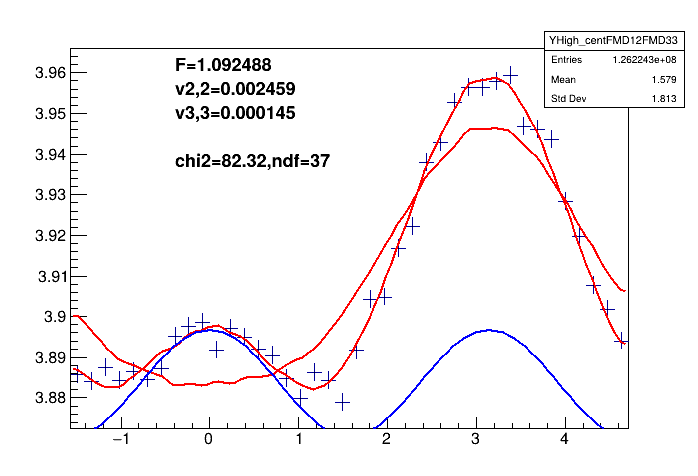 YHigh_centFMD12FMD33
Entries 1.262243e+08
Mean 1.579
Std Dev 1.813
F=1.092488
v2,2=0.002459
v3,3=0.000145
chi2=82.32,ndf=37
3.96
3.95
3.94
3.93
3.92
3.91
3.9
3.89
3.88
−1 0 1 2 3 4